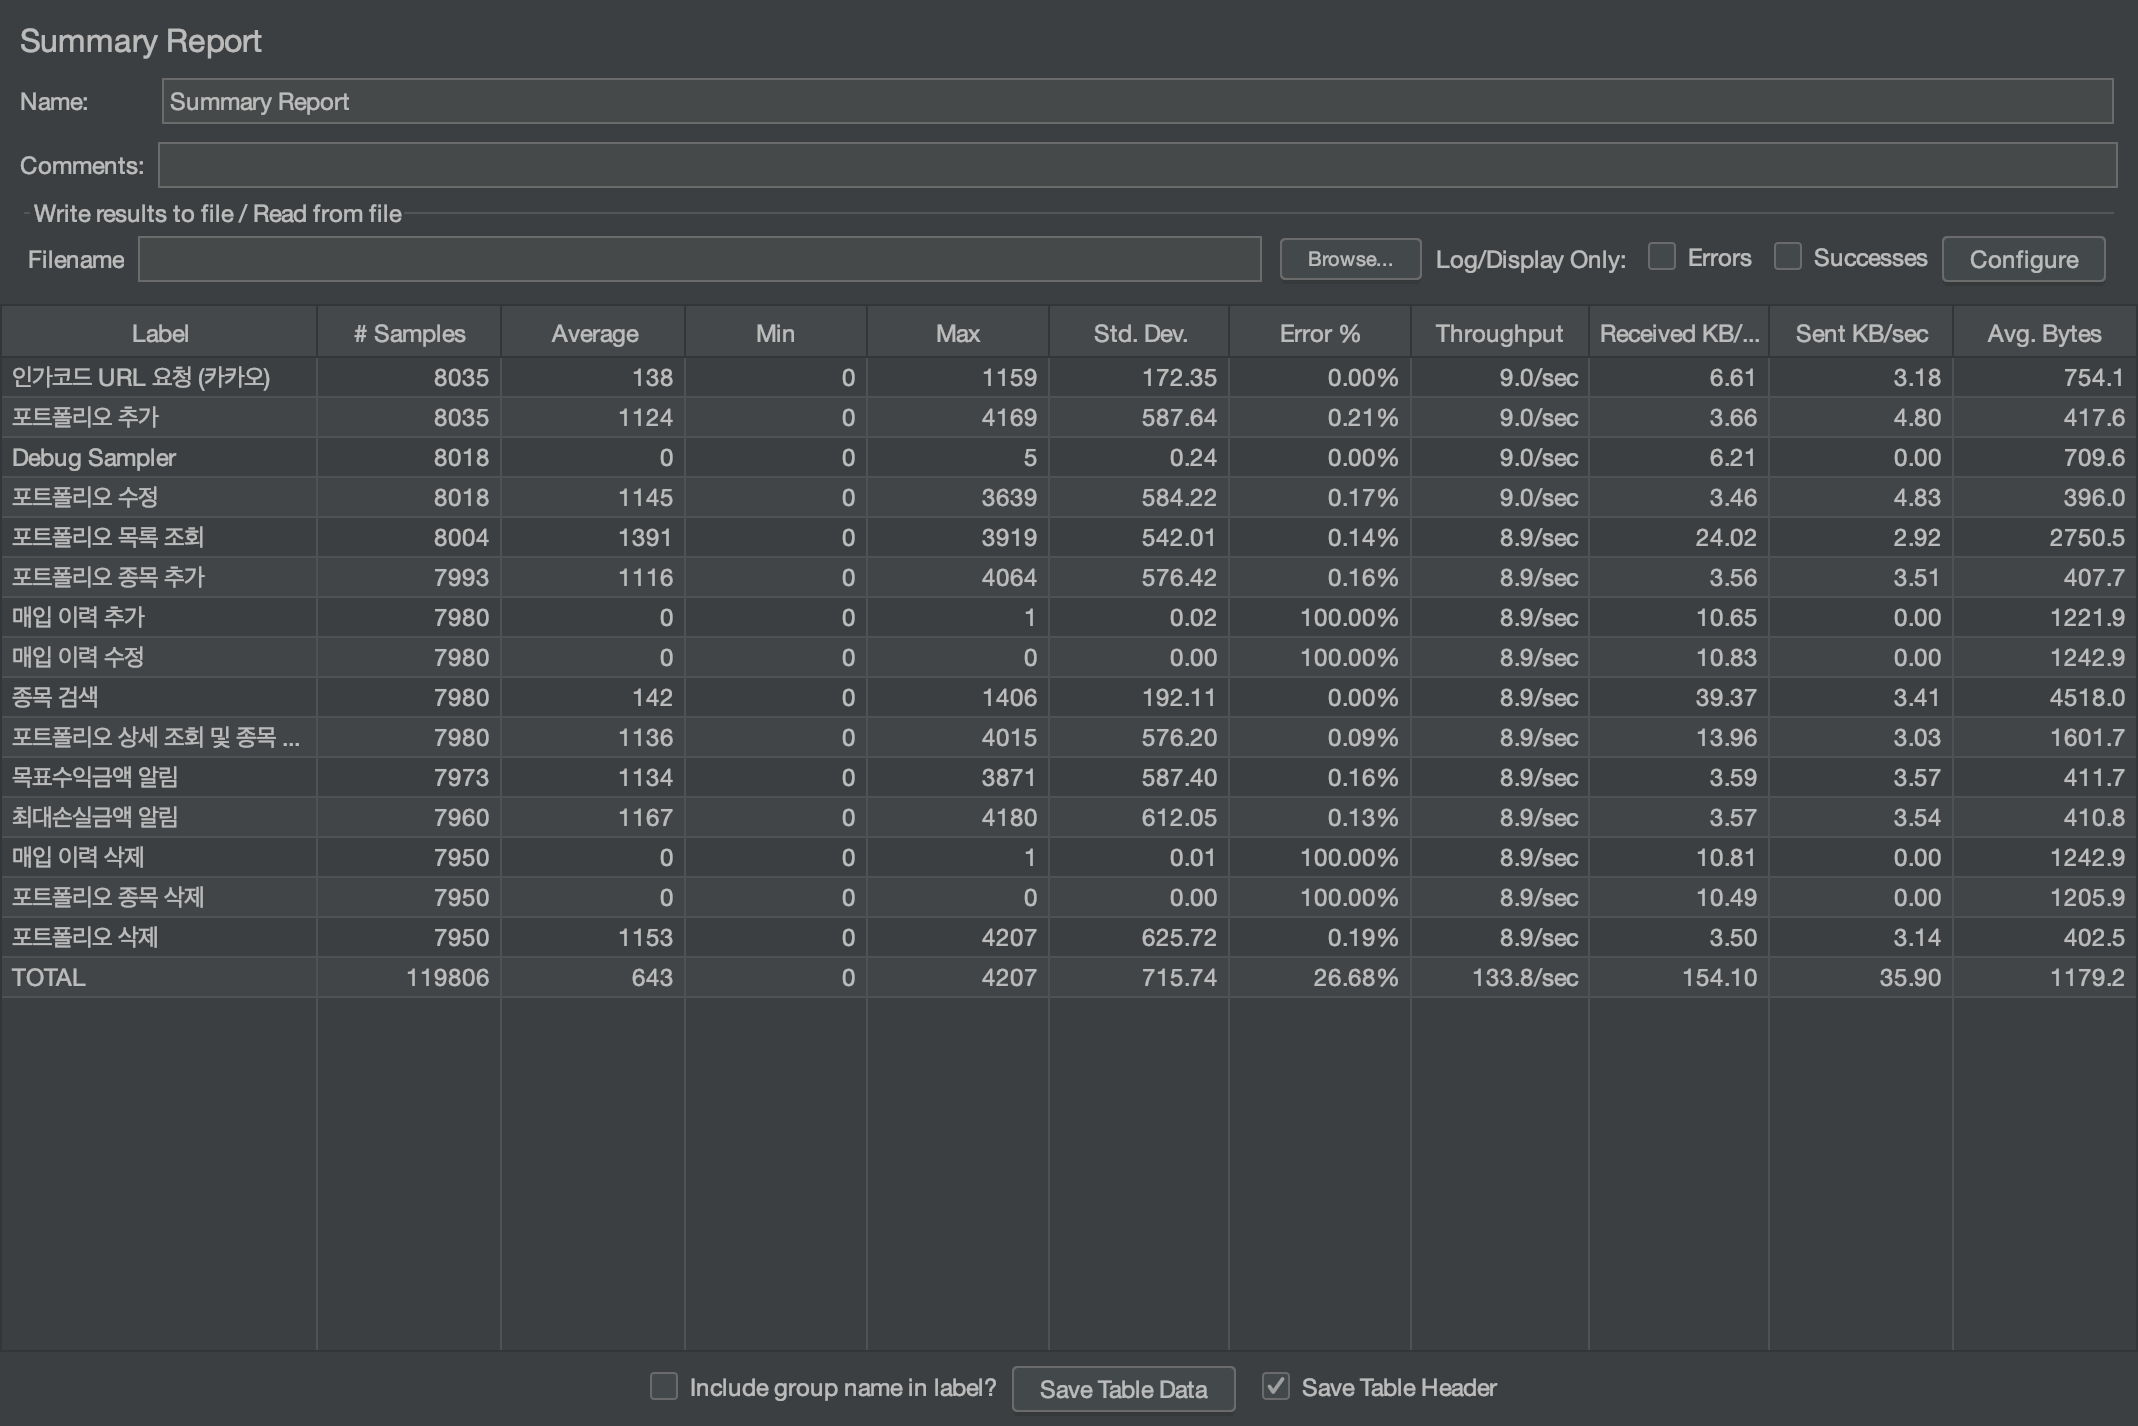 Summary Report
Name: Summary Report
Comments:
Write results to file / Read from file
Filename Browse... Log/Display Only: Errors Successes Configure
Label # Samples Average Min Max Std. Dev. Error % Throughput Received KB/... Sent KB/sec Avg. Bytes
인가코드 URL 요청 (카카오) 8035 138 0 1159 172.35 0.00% 9.0/sec 6.61 3.18 754.1
포트폴리오 추가 8035 1124 0 4169 587.64 0.21% 9.0/sec 3.66 4.80 417.6
Debug Sampler 8018 0 0 5 0.24 0.00% 9.0/sec 6.21 0.00 709.6
포트폴리오 수정 8018 1145 0 3639 584.22 0.17% 9.0/sec 3.46 4.83 396.0
포트폴리오 목록 조회 8004 1391 0 3919 542.01 0.14% 8.9/sec 24.02 2.92 2750.5
포트폴리오 종목 추가 7993 1116 0 4064 576.42 0.16% 8.9/sec 3.56 3.51 407.7
매입 이력 추가 7980 0 0 1 0.02 100.00% 8.9/sec 10.65 0.00 1221.9
매입 이력 수정 7980 0 0 0 0.00 100.00% 8.9/sec 10.83 0.00 1242.9
종목 검색 7980 142 0 1406 192.11 0.00% 8.9/sec 39.37 3.41 4518.0
포트폴리오 상세 조회 및 종목 ... 7980 1136 0 4015 576.20 0.09% 8.9/sec 13.96 3.03 1601.7
목표수익금액 알림 7973 1134 0 3871 587.40 0.16% 8.9/sec 3.59 3.57 411.7
최대손실금액 알림 7960 1167 0 4180 612.05 0.13% 8.9/sec 3.57 3.54 410.8
매입 이력 삭제 7950 0 0 1 0.01 100.00% 8.9/sec 10.81 0.00 1242.9
포트폴리오 종목 삭제 7950 0 0 0 0.00 100.00% 8.9/sec 10.49 0.00 1205.9
포트폴리오 삭제 7950 1153 0 4207 625.72 0.19% 8.9/sec 3.50 3.14 402.5
TOTAL 119806 643 0 4207 715.74 26.68% 133.8/sec 154.10 35.90 1179.2
Include group name in label? Save Table Data Save Table Header